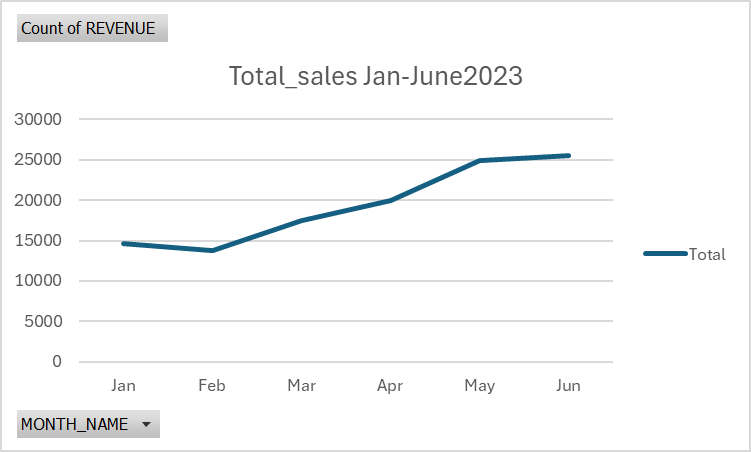 Count of REVENUE
Total_sales Jan-June2023
30000
25000
20000
15000
10000
5000
0
Jan Feb Mar Apr May Jun
Total
MONTH_NAME